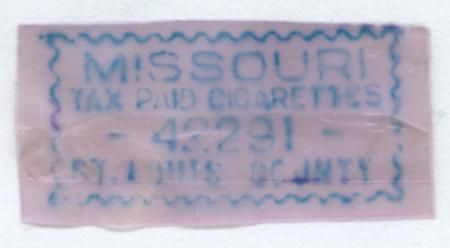 MISSOURI
TAX PAID CIGARETTES
- 42291 -
ST. LOUIS COUNTY